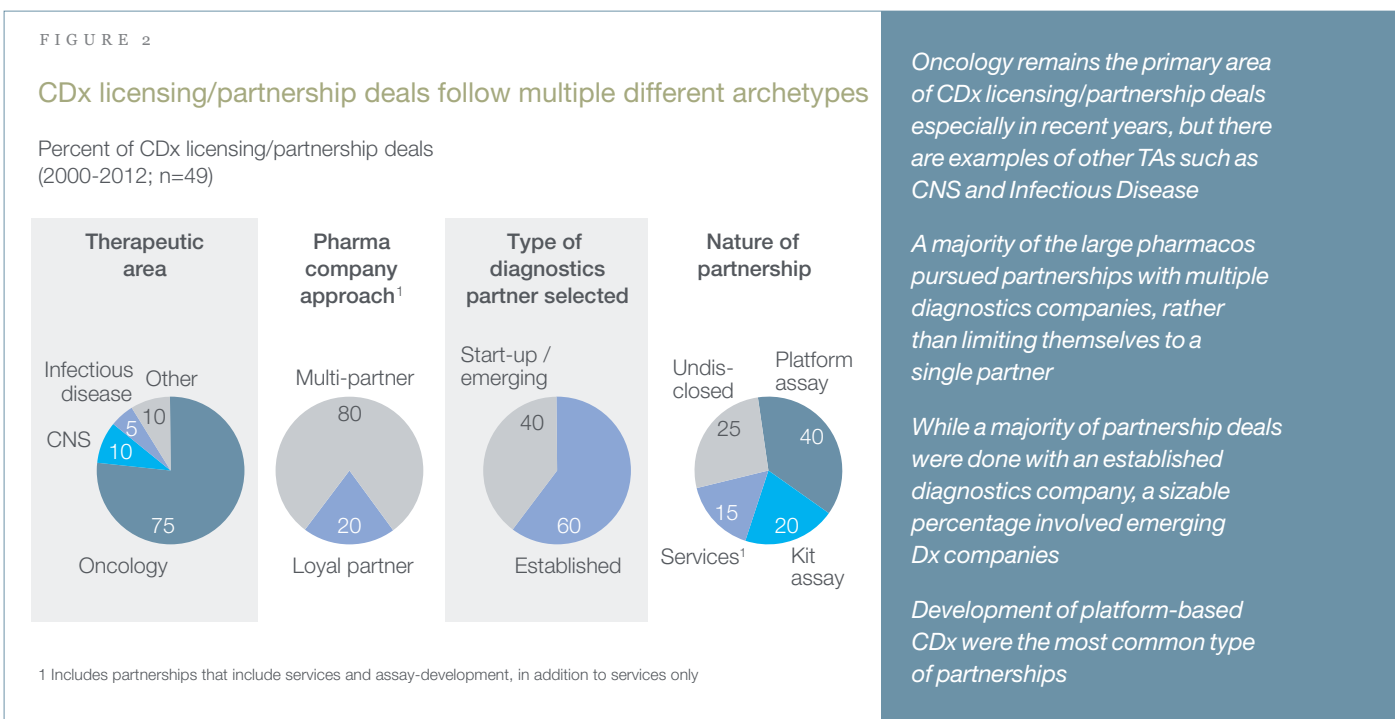 FIGURE 2
CDx licensing/partnership deals follow multiple different archetypes
Percent of CDx licensing/partnership deals
(2000-2012; n=49)
Therapeutic
area
Infectious
disease
Other
CNS
10
5
10
75
Oncology
Pharma
company
approach¹
Multi-partner
80
20
Loyal partner
Type of
diagnostics
partner selected
Start-up /
emerging
40
60
Established
Nature of
partnership
Undis-
closed
Platform
assay
25
40
15
20
Services¹
Kit
assay
1 Includes partnerships that include services and assay-development, in addition to services only
Oncology remains the primary area
of CDx licensing/partnership deals
especially in recent years, but there
are examples of other TAs such as
CNS and Infectious Disease
A majority of the large pharmacos
pursued partnerships with multiple
diagnostics companies, rather
than limiting themselves to a
single partner
While a majority of partnership deals
were done with an established
diagnostics company, a sizable
percentage involved emerging
Dx companies
Development of platform-based
CDx were the most common type
of partnerships